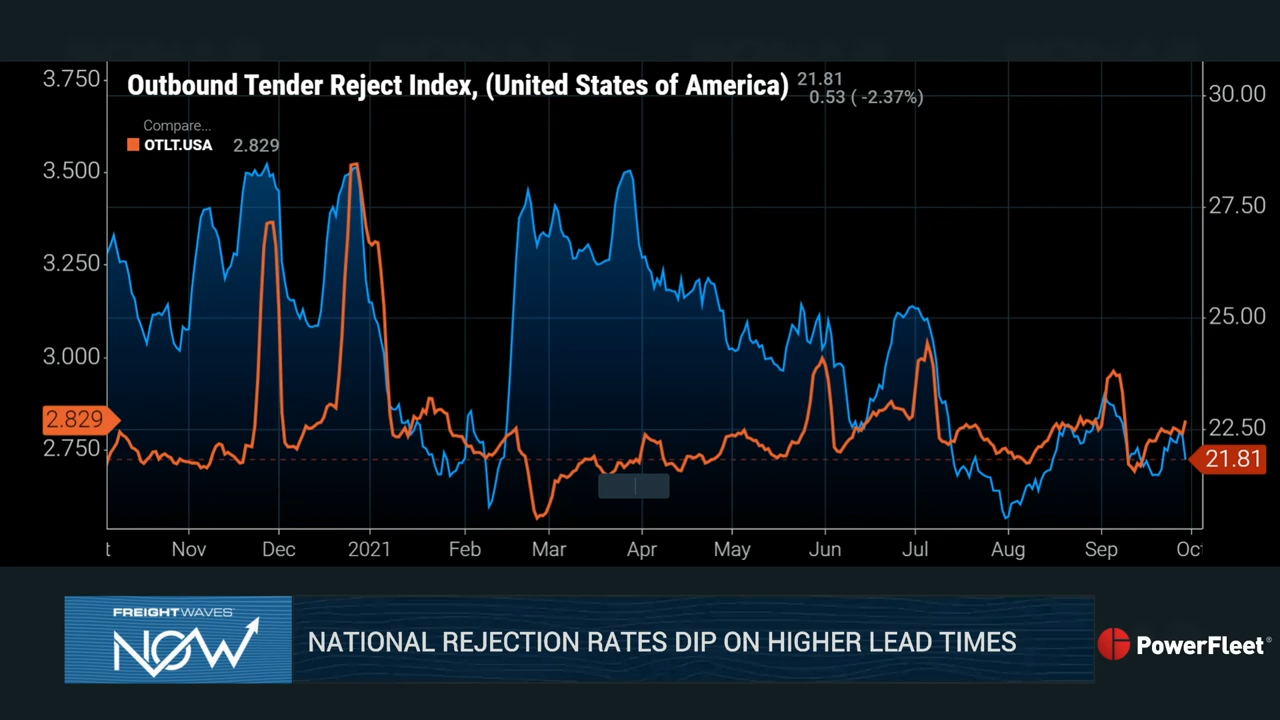 3.750
3.500
3.250
3.000
2.829
2.750
Outbound Tender Reject Index, (United States of America) 21.81
0.53 ( -2.37%)
Compare...
OTLT.USA 2.829
30.00
27.50
25.00
22.50
21.81
t Nov Dec 2021 Feb Mar Apr May Jun Jul Aug Sep Oct
FREIGHTWAVES
NOW
NATIONAL REJECTION RATES DIP ON HIGHER LEAD TIMES
PowerFleet®